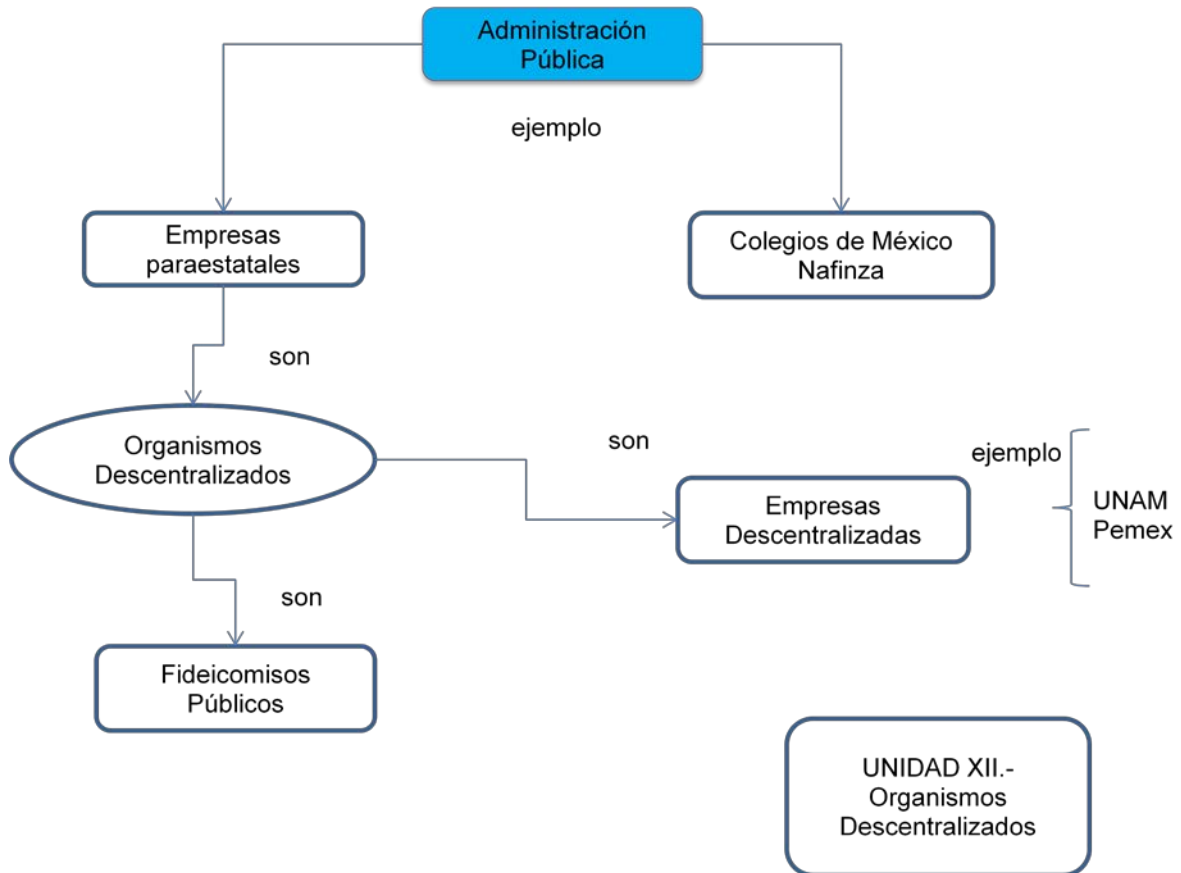 Administración
Pública
ejemplo
Empresas
paraestatales
Colegios de México
Nafinza
son
Organismos
Descentralizados
son
ejemplo
Empresas
Descentralizadas
UNAM
Pemex
son
Fideicomisos
Públicos
UNIDAD XII.-
Organismos
Descentralizados